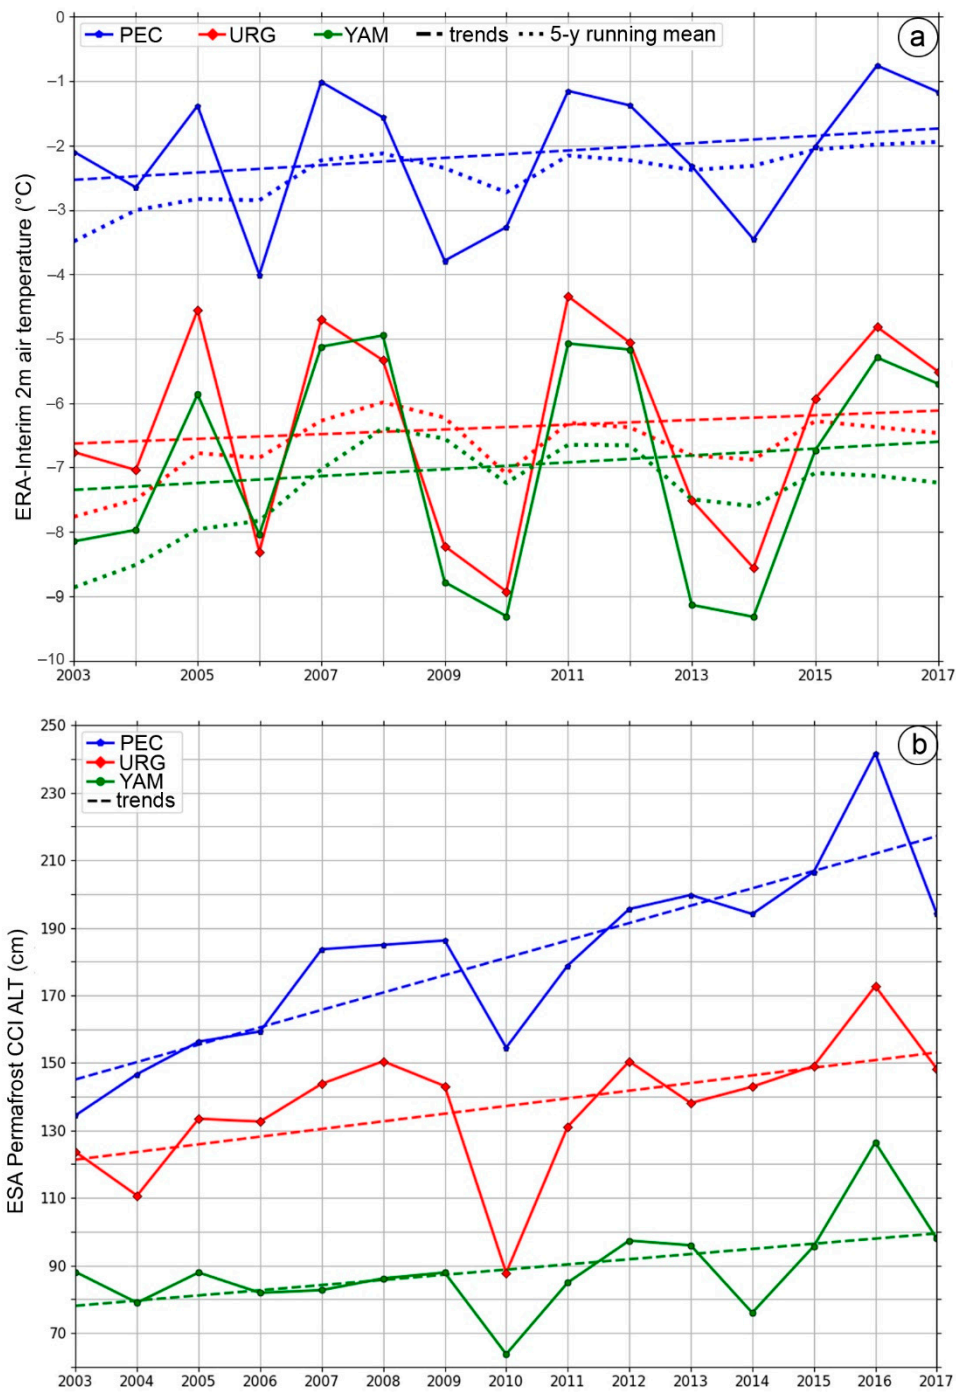 PEC URG YAM trends 5-y running mean
a
0
−1
−2
−3
−4
−5
−6
−7
−8
−9
−10
ERA-Interim 2m air temperature (°C)
2003 2005 2007 2009 2011 2013 2015 2017
b
PEC
URG
YAM
trends
250
230
210
190
170
150
130
110
90
70
ESA Permafrost CCI ALT (cm)
2003 2004 2005 2006 2007 2008 2009 2010 2011 2012 2013 2014 2015 2016 2017